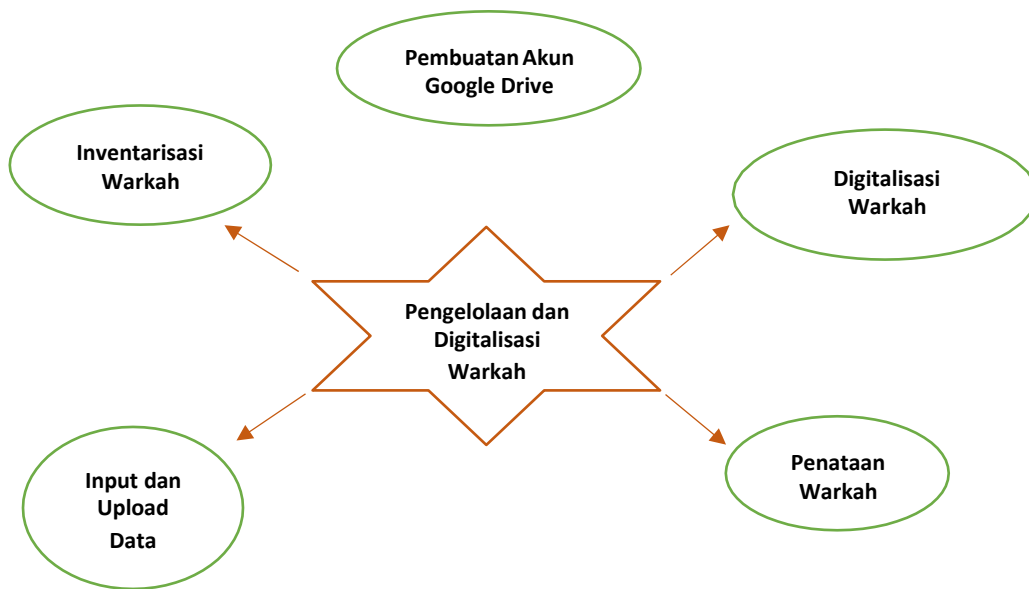 Pembuatan Akun
Google Drive
Inventarisasi
Warkah
Digitalisasi
Warkah
Pengelolaan dan
Digitalisasi
Warkah
Input dan
Upload
Data
Penataan
Warkah